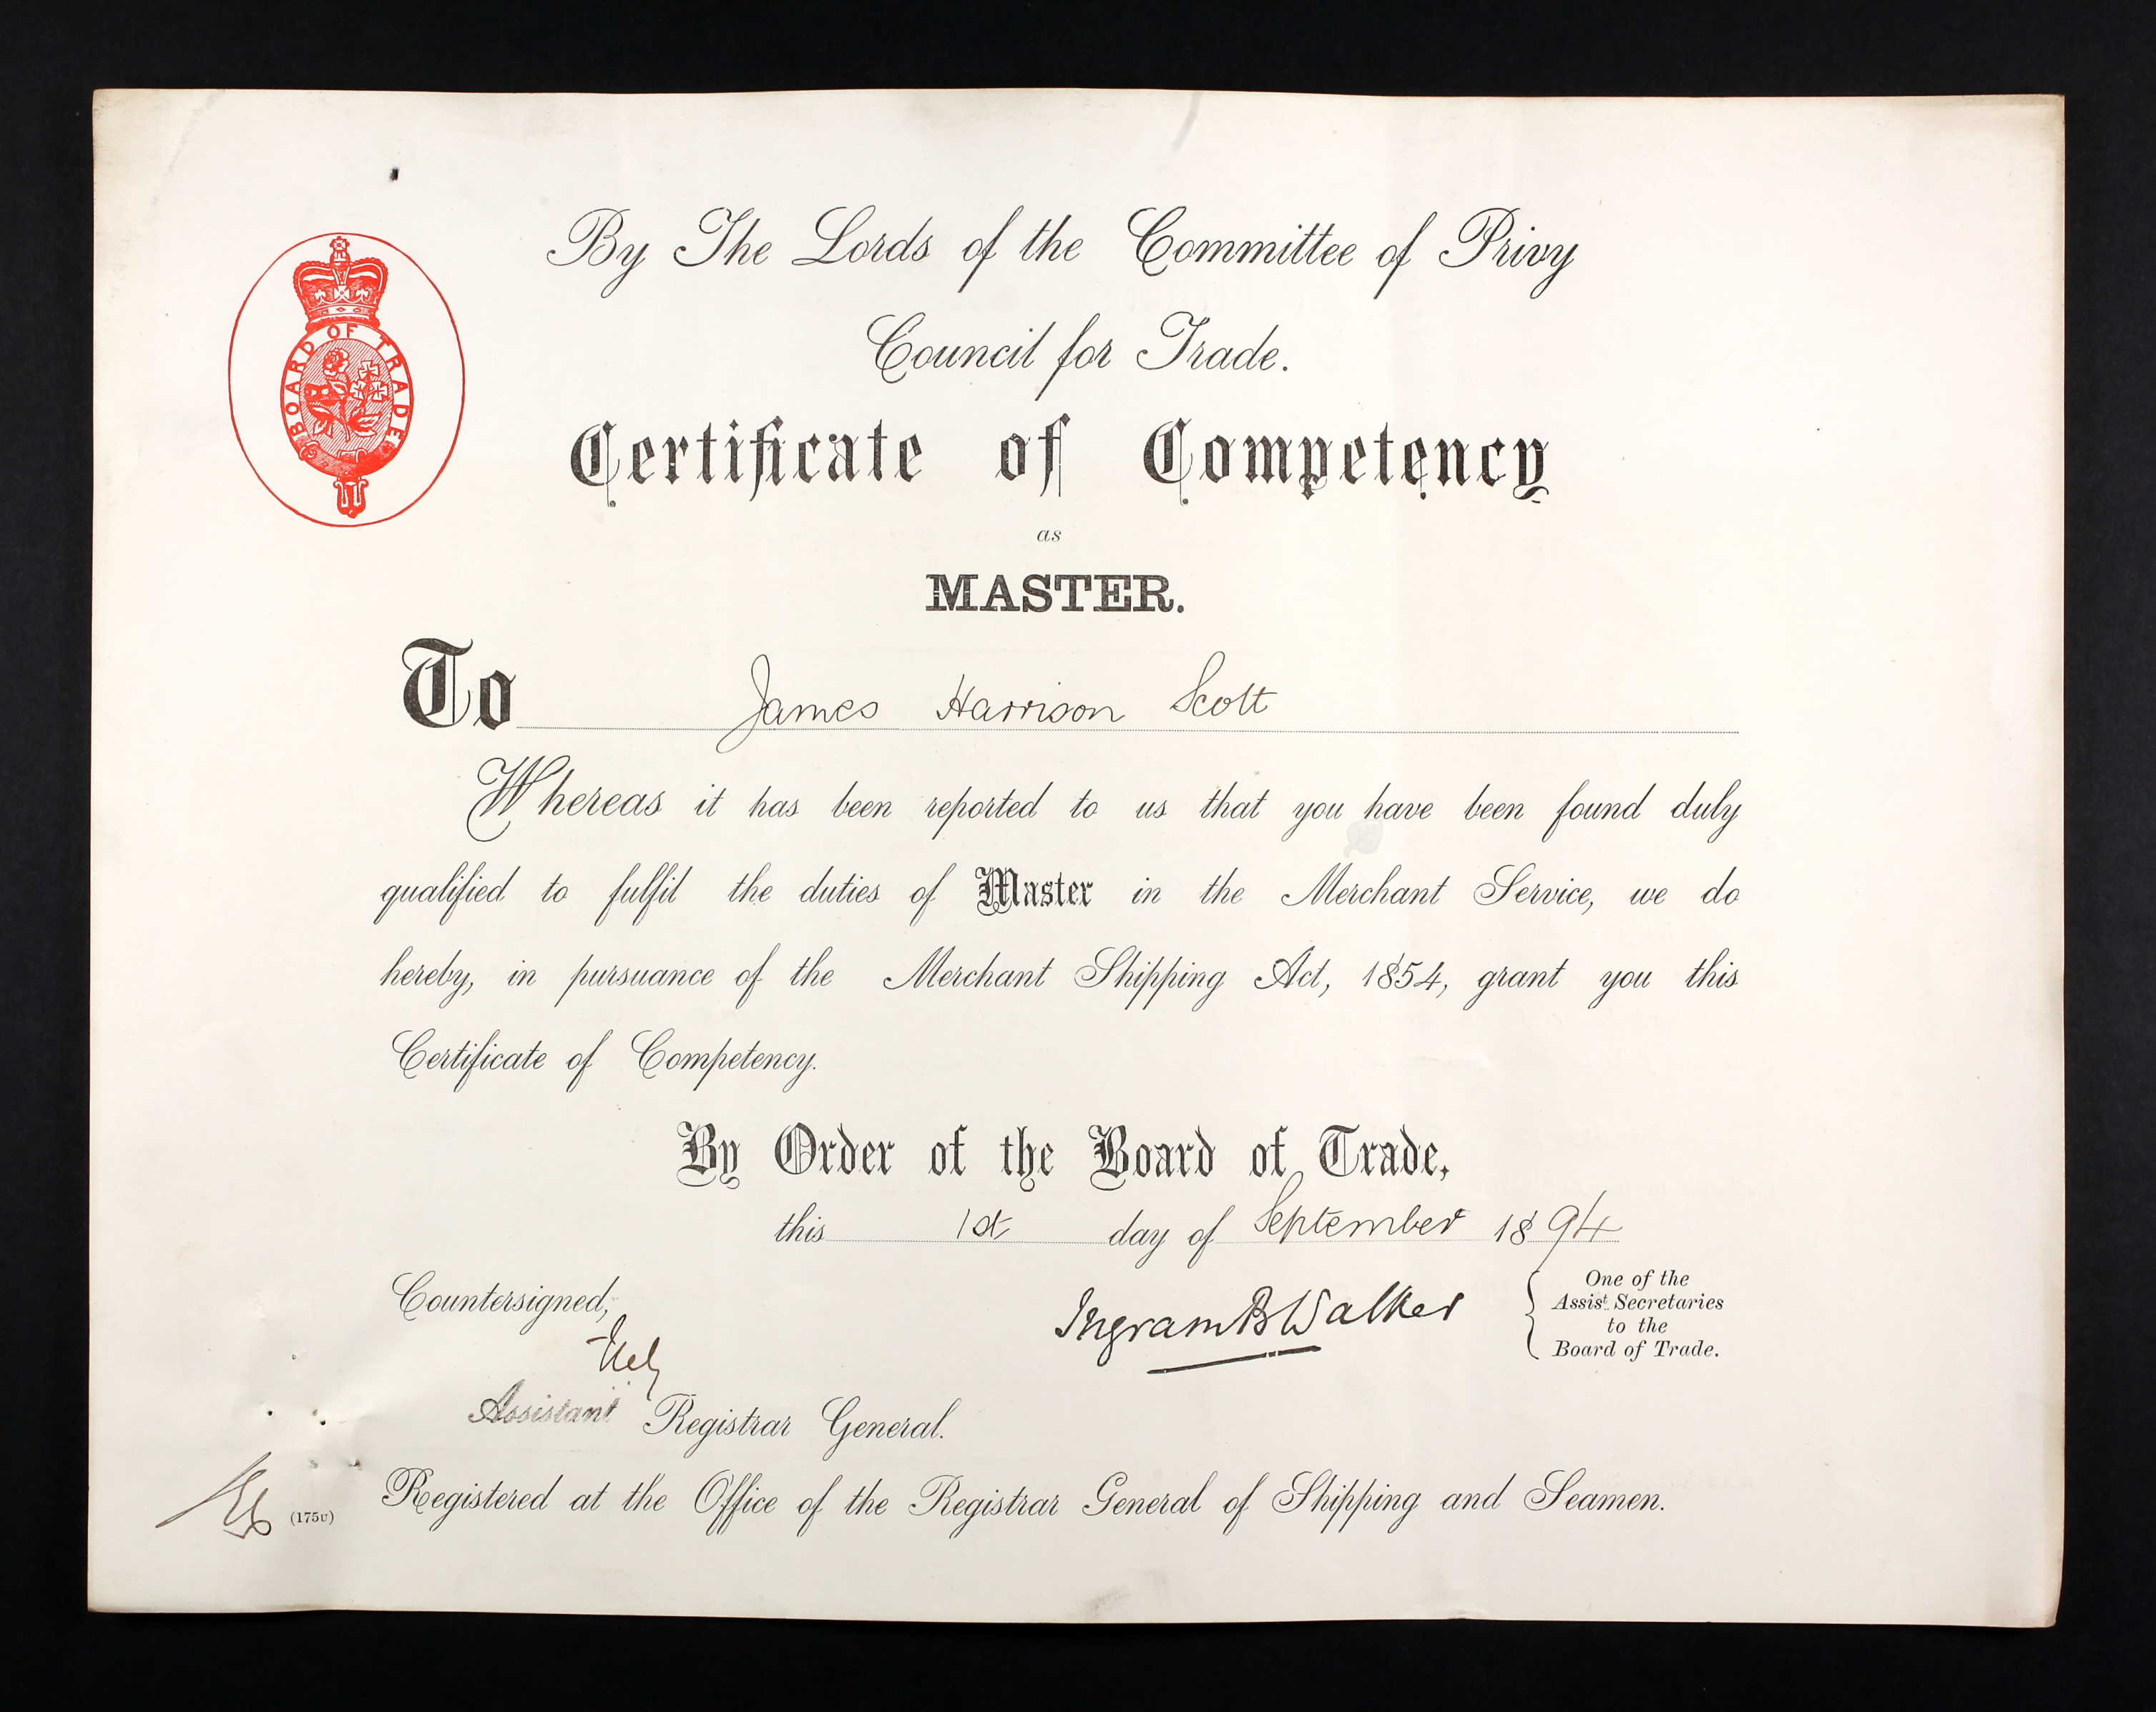 BOARD OF TRADE
By The Lords of the Committee of Privy
Council for Trade.
Certificate of Competency
as
MASTER.
To James Harrison Scott
Whereas it has been reported to us that you have been found duly
qualified to fulfil the duties of Master in the Merchant Service, we do
hereby, in pursuance of the Merchant Shipping Act, 1854, grant you this
Certificate of Competency.
By Order of the Board of Trade,
this 1st day of September 1894
Countersigned,
Ingram B Walker
One of the
Assist. Secretaries
to the
Board of Trade.
Assistant Registrar General.
(175v)
Registered at the Office of the Registrar General of Shipping and Seamen.